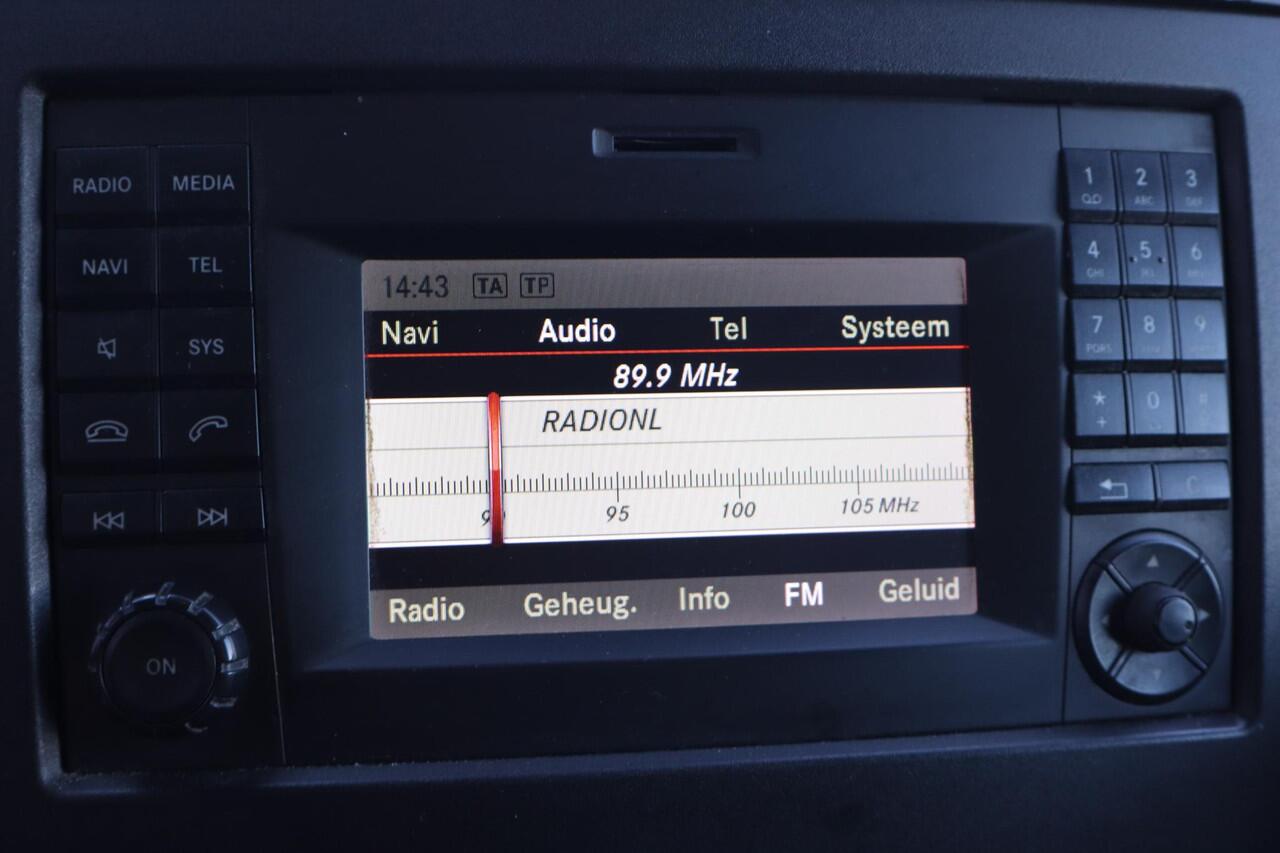 RADIO MEDIA
NAVI TEL
SYS
ON
14:43 TA TP
Navi Audio Tel Systeem
89.9 MHz
RADIONL
90 95 100 105 MHz
Radio Geheug. Info FM Geluid
1 2 3
ABC DEF
4 5 6
GHI
7 8 9
PQRS
* 0
+
C